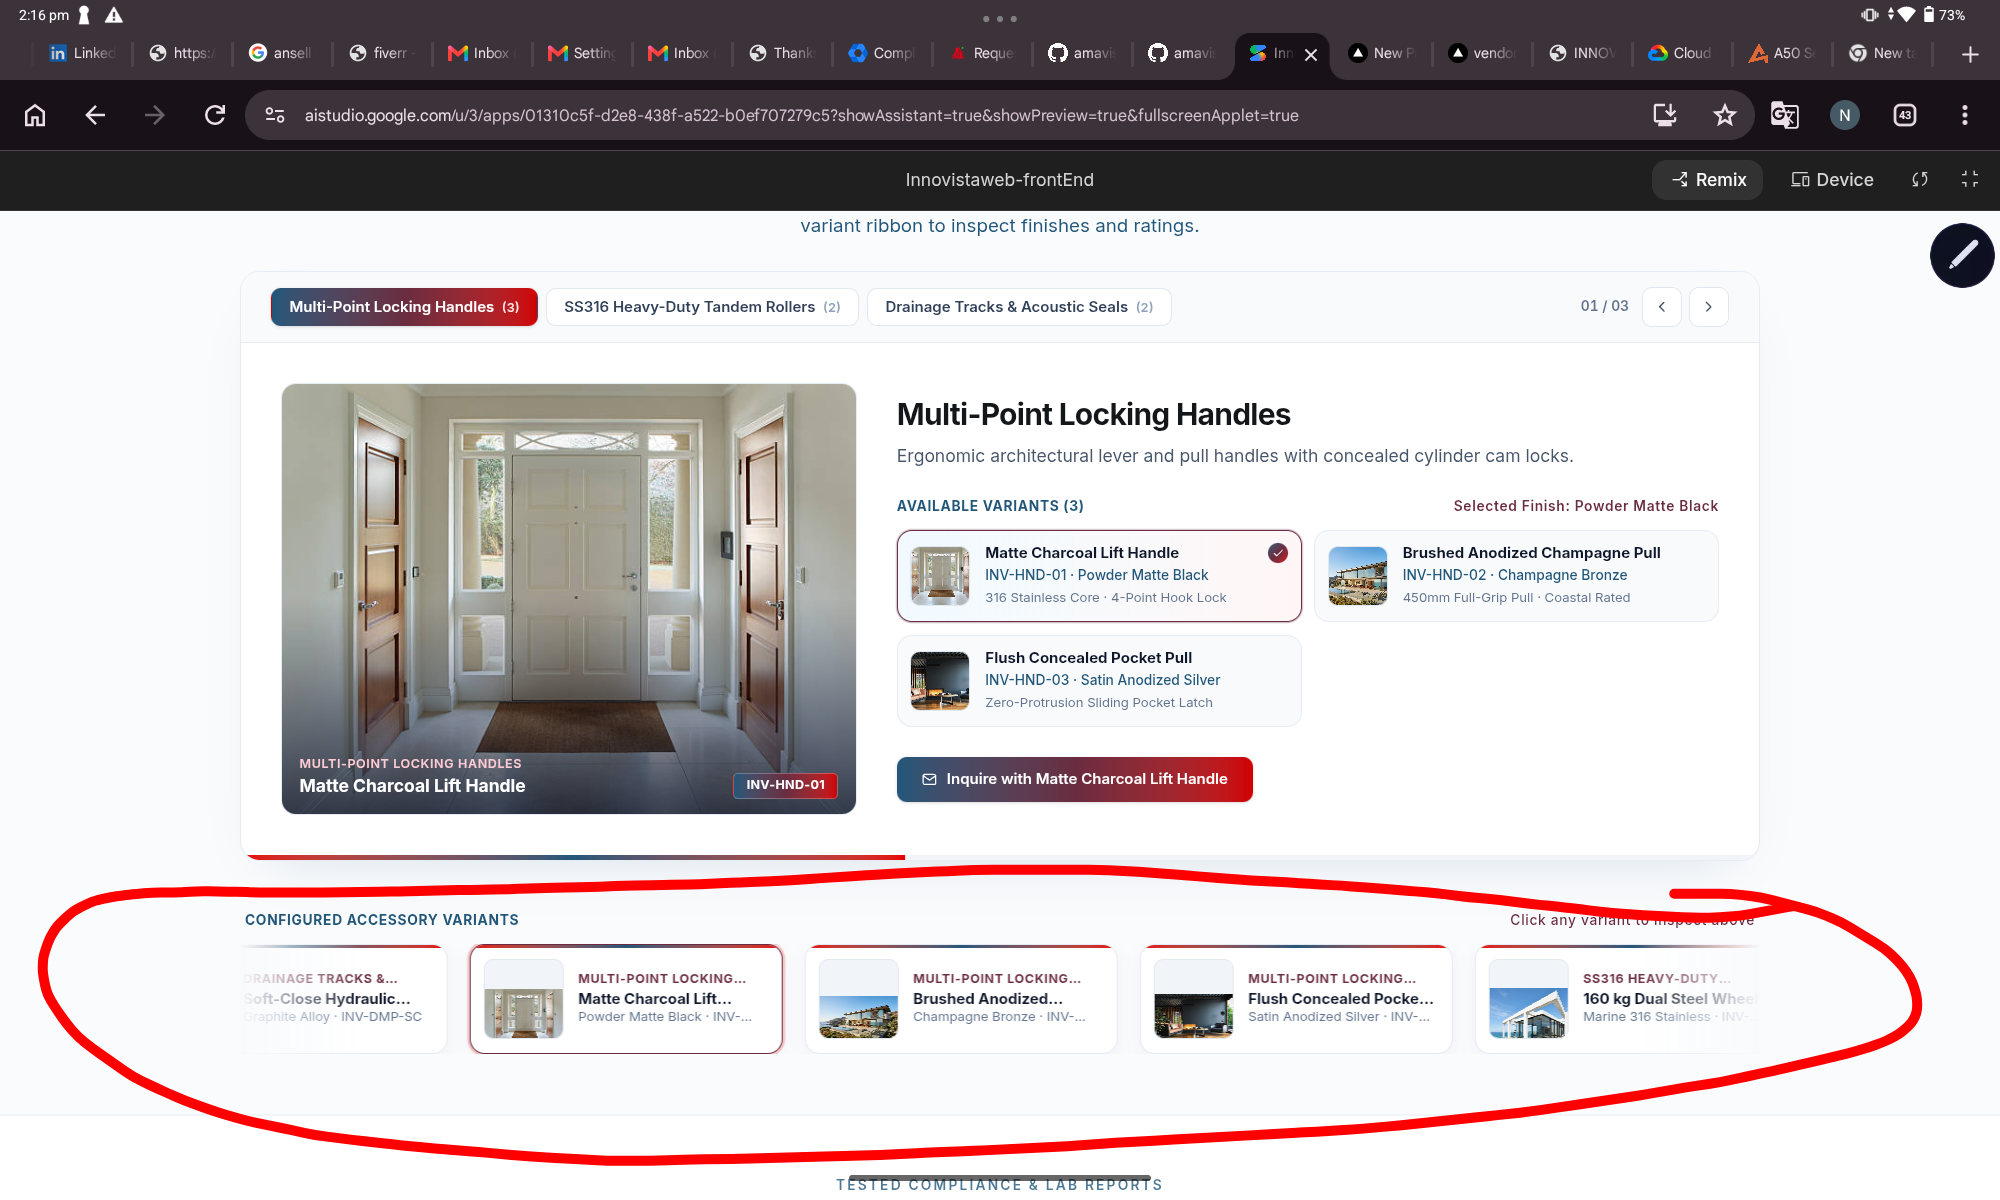 2:16 pm
73%
Linked
https:/
ansell
fiverr -
Inbox (
Setting
Inbox (
Thank
Compl
Reque
amavi
amavi
Inn
New P
vendo
INNOV
Cloud
A50 S
New ta
aistudio.google.com/u/3/apps/01310c5f-d2e8-438f-a522-b0ef707279c5?showAssistant=true&showPreview=true&fullscreenApplet=true
N
43
Innovistaweb-frontEnd
Remix
Device
variant ribbon to inspect finishes and ratings.
Multi-Point Locking Handles (3)
SS316 Heavy-Duty Tandem Rollers (2)
Drainage Tracks & Acoustic Seals (2)
01 / 03
Multi-Point Locking Handles
Ergonomic architectural lever and pull handles with concealed cylinder cam locks.
AVAILABLE VARIANTS (3)
Selected Finish: Powder Matte Black
Matte Charcoal Lift Handle
INV-HND-01 · Powder Matte Black
316 Stainless Core · 4-Point Hook Lock
Brushed Anodized Champagne Pull
INV-HND-02 · Champagne Bronze
450mm Full-Grip Pull · Coastal Rated
Flush Concealed Pocket Pull
INV-HND-03 · Satin Anodized Silver
Zero-Protrusion Sliding Pocket Latch
MULTI-POINT LOCKING HANDLES
Matte Charcoal Lift Handle
INV-HND-01
Inquire with Matte Charcoal Lift Handle
CONFIGURED ACCESSORY VARIANTS
Click any variant to inspect above
DRAINAGE TRACKS &...
Soft-Close Hydraulic...
Graphite Alloy · INV-DMP-SC
MULTI-POINT LOCKING...
Matte Charcoal Lift...
Powder Matte Black · INV-...
MULTI-POINT LOCKING...
Brushed Anodized...
Champagne Bronze · INV-...
MULTI-POINT LOCKING...
Flush Concealed Pocke...
Satin Anodized Silver · INV-...
SS316 HEAVY-DUTY...
160 kg Dual Steel Wheel
Marine 316 Stainless · INV-...
TESTED COMPLIANCE & LAB REPORTS